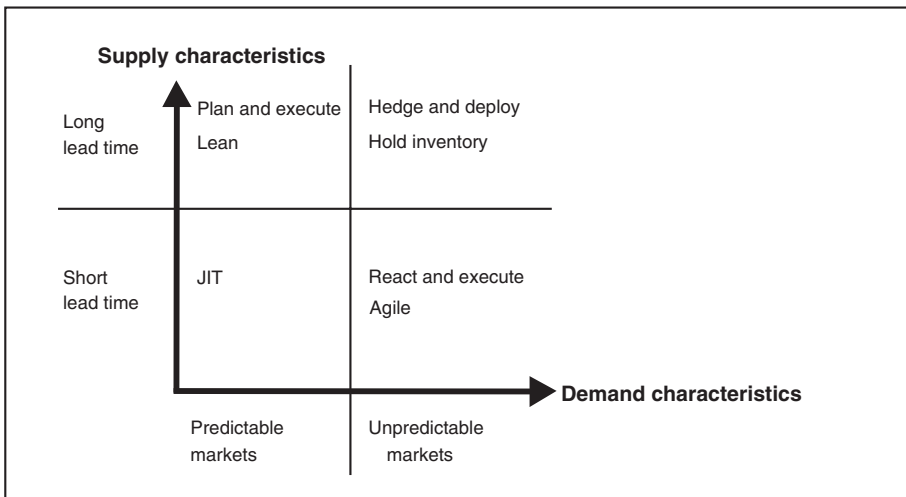 Supply characteristics
Long
lead time
Plan and execute
Lean
Hedge and deploy
Hold inventory
Short
lead time
JIT
React and execute
Agile
Demand characteristics
Predictable
markets
Unpredictable
markets